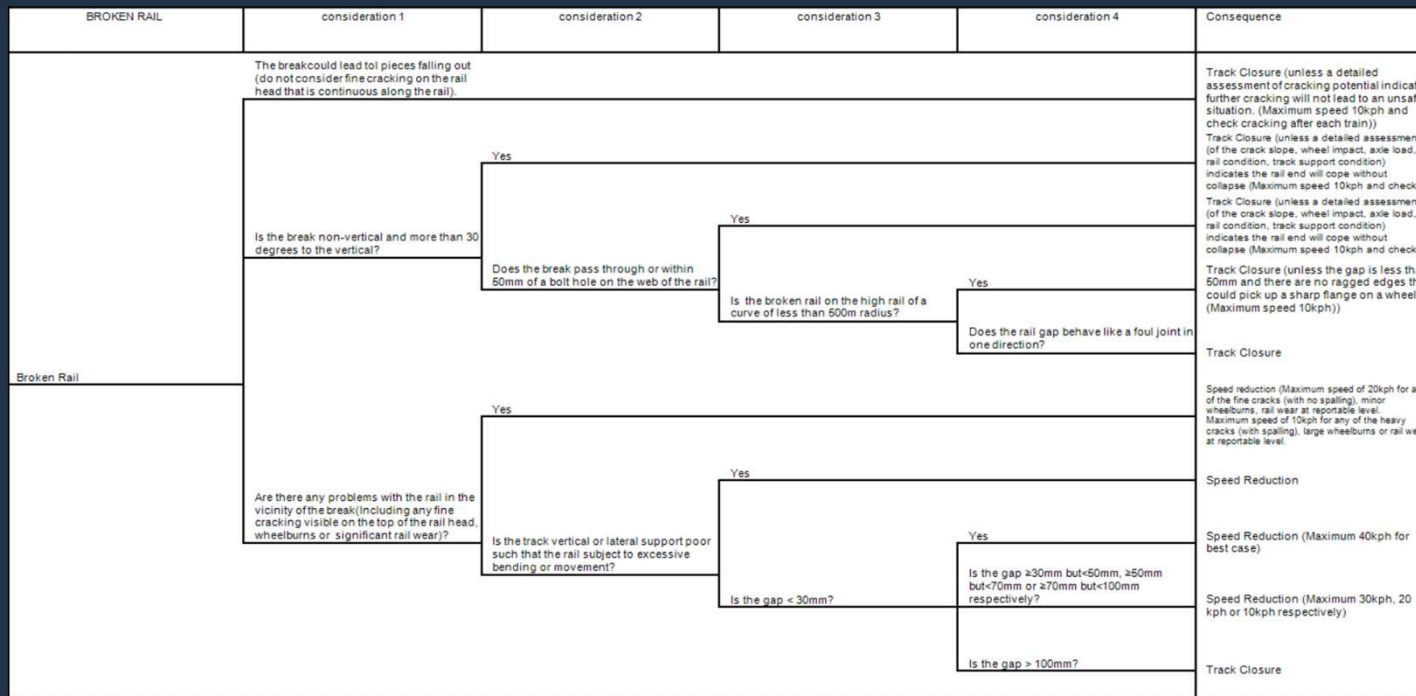 BROKEN RAIL
consideration 1
consideration 2
consideration 3
consideration 4
Consequence
The breakcould lead tol pieces falling out
(do not consider fine cracking on the rail
head that is continuous along the rail).
Track Closure (unless a detailed
assessment of cracking potential indicat
further cracking will not lead to an unsaf
situation. (Maximum speed 10kph and
check cracking after each train))
Yes
Track Closure (unless a detailed assessmen
(of the crack slope, wheel impact, axle load,
rail condition, track support condition)
indicates the rail end will cope without
collapse (Maximum speed 10kph and check
Is the break non-vertical and more than 30
degrees to the vertical?
Yes
Track Closure (unless a detailed assessmen
(of the crack slope, wheel impact, axle load,
rail condition, track support condition)
indicates the rail end will cope without
collapse (Maximum speed 10kph and check
Does the break pass through or within
50mm of a bolt hole on the web of the rail?
Yes
Track Closure (unless the gap is less tha
50mm and there are no ragged edges th
could pick up a sharp flange on a wheel
(Maximum speed 10kph))
Is the broken rail on the high rail of a
curve of less than 500m radius?
Does the rail gap behave like a foul joint in
one direction?
Track Closure
Broken Rail
Yes
Speed reduction (Maximum speed of 20kph for a
of the fine cracks (with no spalling), minor
wheelburns, rail wear at reportable level.
Maximum speed of 10kph for any of the heavy
cracks (with spalling), large wheelburns or rail we
at reportable level.
Yes
Speed Reduction
Are there any problems with the rail in the
vicinity of the break(Including any fine
cracking visible on the top of the rail head,
wheelburns or significant rail wear)?
Is the track vertical or lateral support poor
such that the rail subject to excessive
bending or movement?
Yes
Speed Reduction (Maximum 40kph for
best case)
Is the gap < 30mm?
Is the gap ≥30mm but<50mm, ≥50mm
but<70mm or ≥70mm but<100mm
respectively?
Speed Reduction (Maximum 30kph, 20
kph or 10kph respectively)
Is the gap > 100mm?
Track Closure